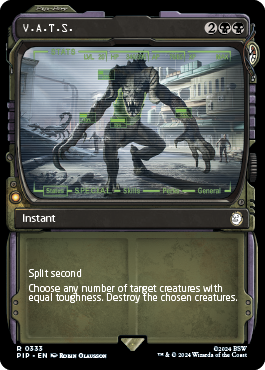 V.A.T.S. 2
Status SPECIAL Skills Perks General
Instant
Split second
Choose any number of target creatures with
equal toughness. Destroy the chosen creatures.
R 0333
PIP • EN Robin Olausson
©2024 BSW
™ & © 2024 Wizards of the Coast